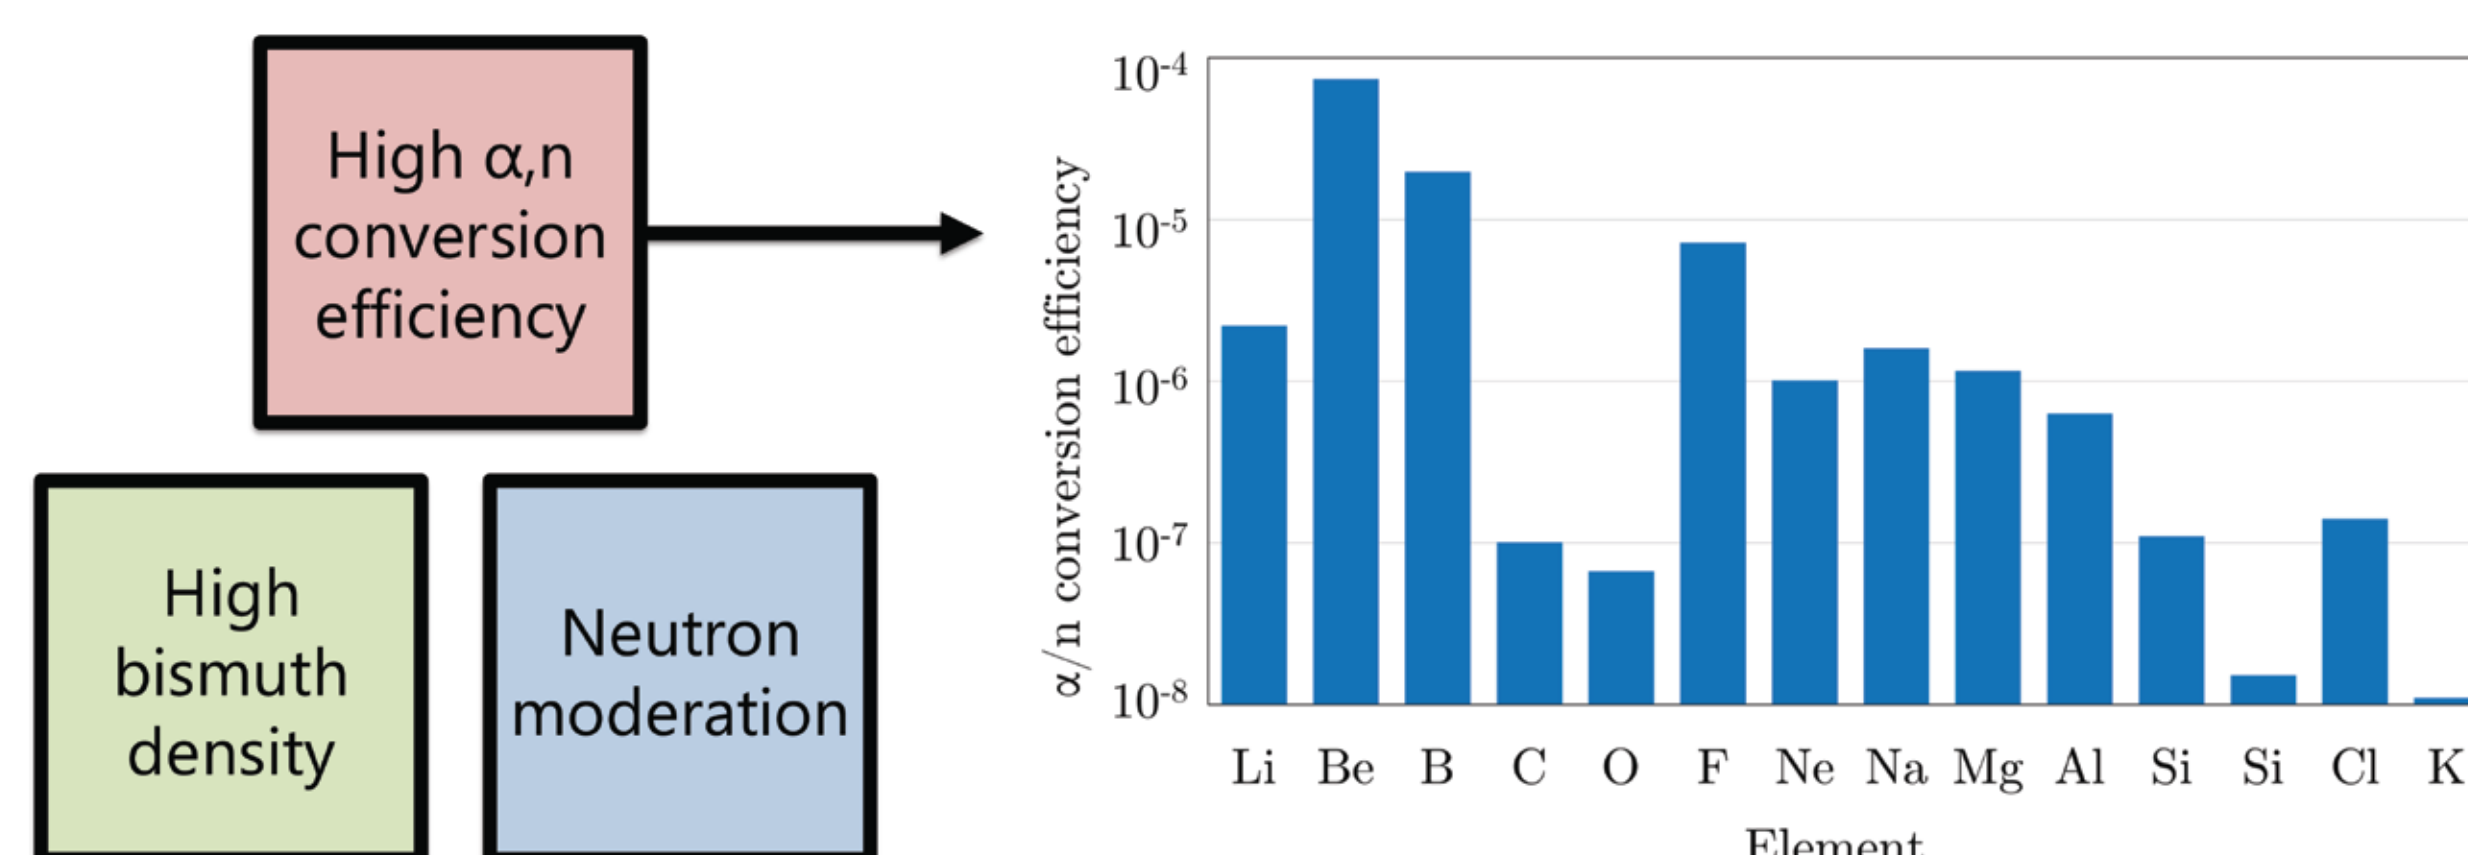 High α,n
conversion
efficiency
High
bismuth
density
Neutron
moderation
α/n conversion efficiency
10-4
10-5
10-6
10-7
10-8
Li Be B C O F Ne Na Mg Al Si Si Cl K
Element